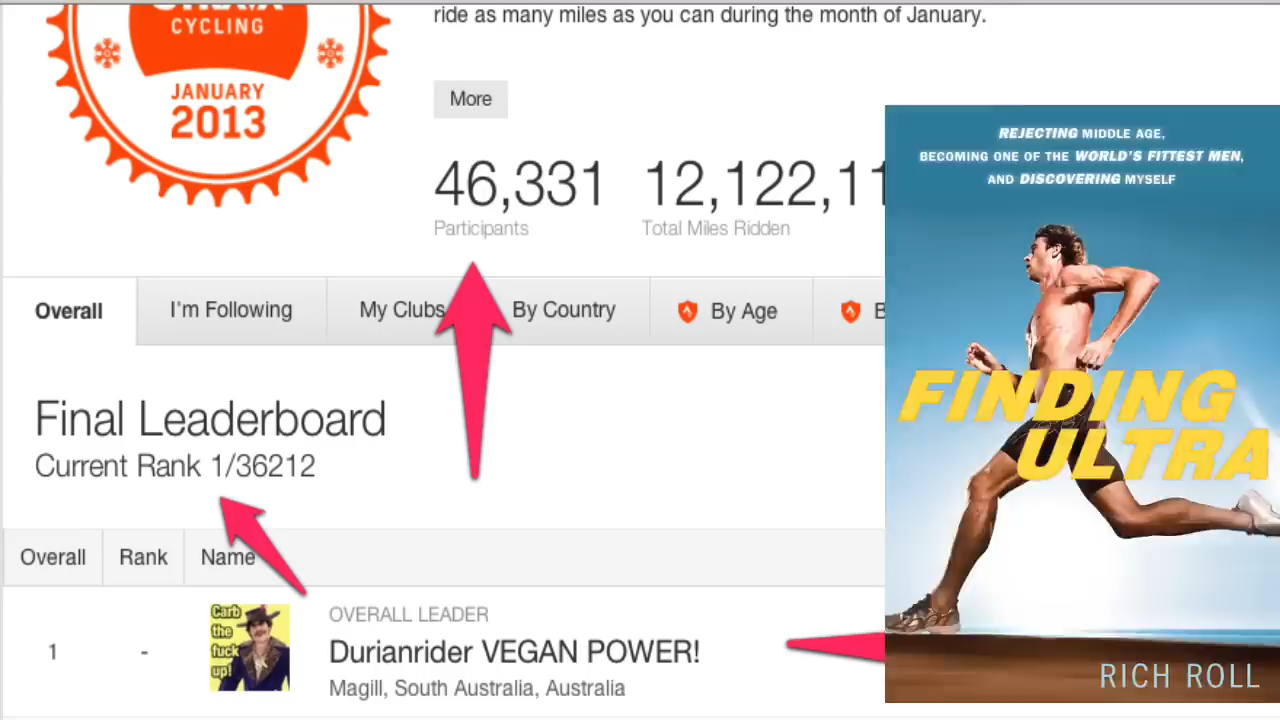 CYCLING
JANUARY
2013
ride as many miles as you can during the month of January.
More
46,331
Participants
12,122,11
Total Miles Ridden
Overall
I'm Following
My Clubs
By Country
By Age
B
Final Leaderboard
Current Rank 1/36212
Overall
Rank
Name
1
-
Carb
the
fuck
up!
OVERALL LEADER
Durianrider VEGAN POWER!
Magill, South Australia, Australia
REJECTING MIDDLE AGE,
BECOMING ONE OF THE WORLD'S FITTEST MEN,
AND DISCOVERING MYSELF
FINDING
ULTRA
RICH ROLL